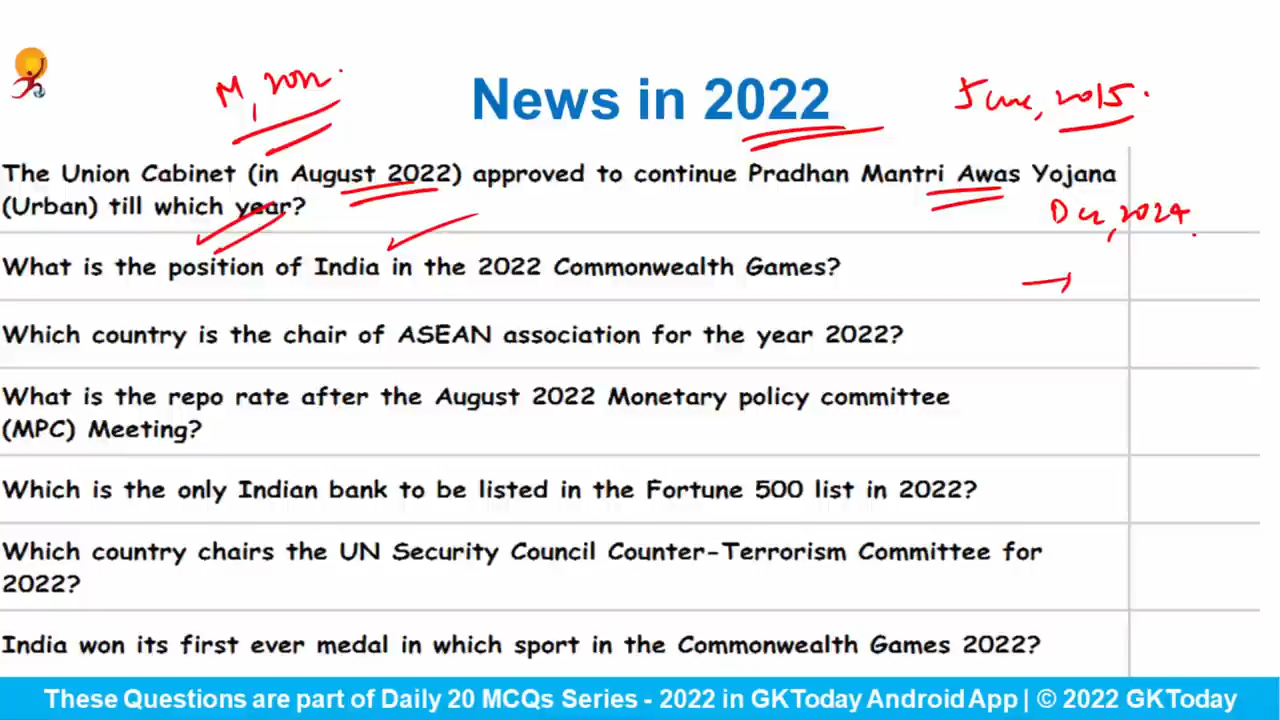 News in 2022
June, 2015.
The Union Cabinet (in August 2022) approved to continue Pradhan Mantri Awas Yojana
(Urban) till which year?
Dec, 2024.
What is the position of India in the 2022 Commonwealth Games?
Which country is the chair of ASEAN association for the year 2022?
What is the repo rate after the August 2022 Monetary policy committee
(MPC) Meeting?
Which is the only Indian bank to be listed in the Fortune 500 list in 2022?
Which country chairs the UN Security Council Counter-Terrorism Committee for
2022?
India won its first ever medal in which sport in the Commonwealth Games 2022?
These Questions are part of Daily 20 MCQs Series - 2022 in GKToday Android App | © 2022 GKToday